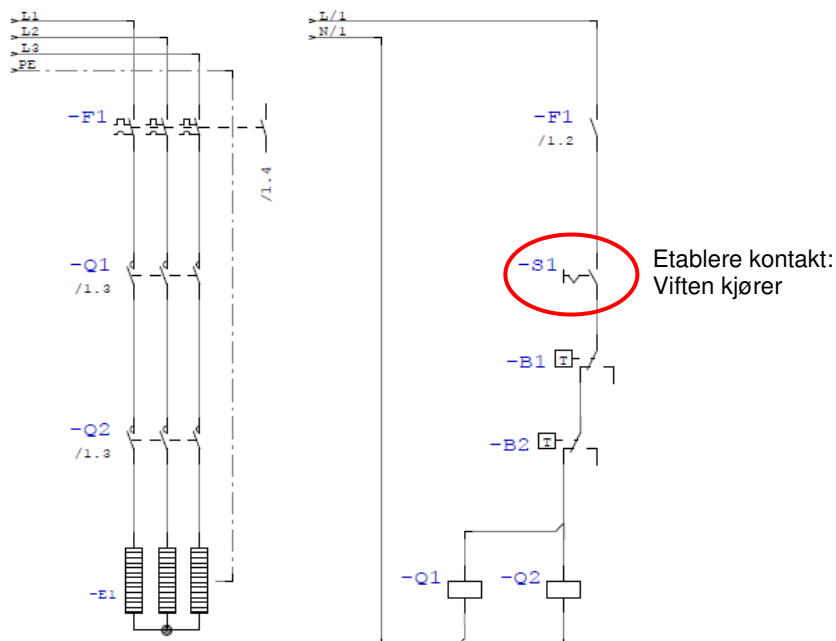 L1
L2
L3
PE
-F1
/1.4
-Q1
/1.3
-Q2
/1.3
-E1
L/1
N/1
-F1
/1.2
-S1
Etablere kontakt:
Viften kjører
-B1 T
-B2 T
-Q1
-Q2